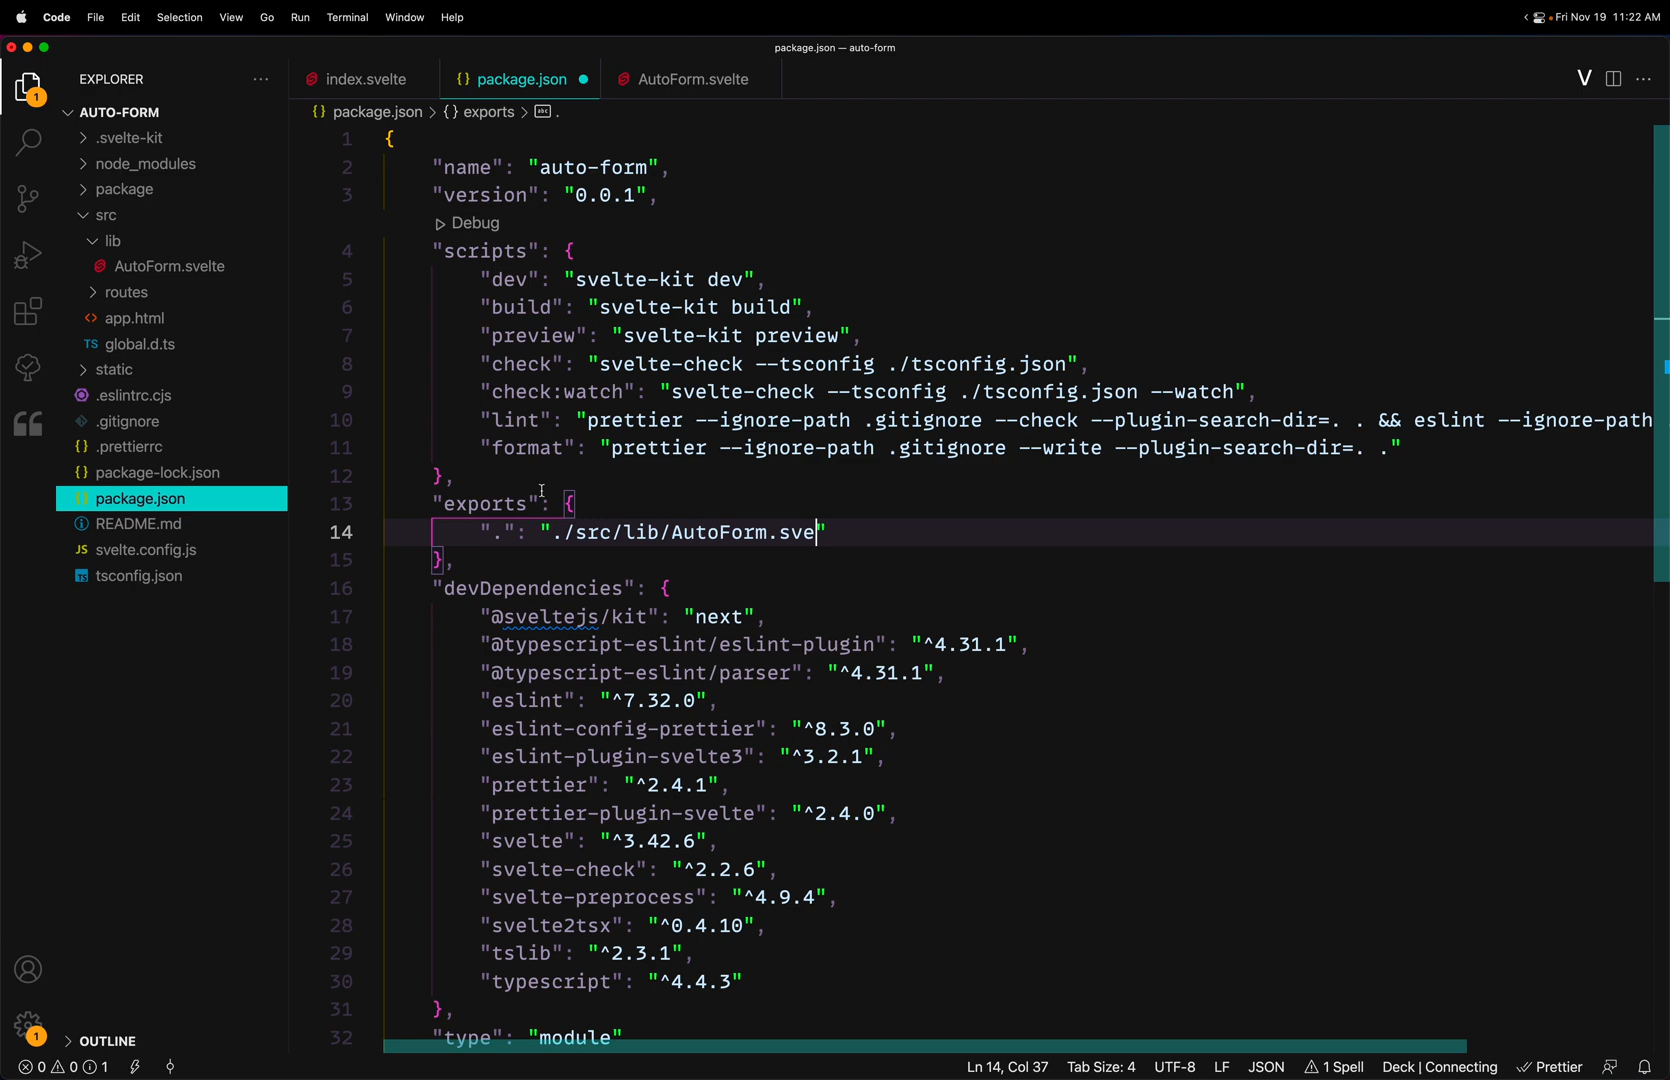 Code File Edit Selection View Go Run Terminal Window Help
Fri Nov 19 11:22 AM
package.json — auto-form
EXPLORER
index.svelte
{} package.json
AutoForm.svelte
V
1
{} package.json > {} exports > abc .
AUTO-FORM
.svelte-kit
node_modules
package
src
lib
AutoForm.svelte
routes
<> app.html
TS global.d.ts
static
.eslintrc.cjs
.gitignore
{} .prettierrc
{} package-lock.json
{} package.json
README.md
JS svelte.config.js
TS tsconfig.json
1 {
2 "name": "auto-form",
3 "version": "0.0.1",
Debug
4 "scripts": {
5 "dev": "svelte-kit dev",
6 "build": "svelte-kit build",
7 "preview": "svelte-kit preview",
8 "check": "svelte-check --tsconfig ./tsconfig.json",
9 "check:watch": "svelte-check --tsconfig ./tsconfig.json --watch",
10 "lint": "prettier --ignore-path .gitignore --check --plugin-search-dir=. . && eslint --ignore-path
11 "format": "prettier --ignore-path .gitignore --write --plugin-search-dir=. ."
12 },
13 "exports": {
14 ".": "./src/lib/AutoForm.sve"
15 },
16 "devDependencies": {
17 "@sveltejs/kit": "next",
18 "@typescript-eslint/eslint-plugin": "^4.31.1",
19 "@typescript-eslint/parser": "^4.31.1",
20 "eslint": "^7.32.0",
21 "eslint-config-prettier": "^8.3.0",
22 "eslint-plugin-svelte3": "^3.2.1",
23 "prettier": "^2.4.1",
24 "prettier-plugin-svelte": "^2.4.0",
25 "svelte": "^3.42.6",
26 "svelte-check": "^2.2.6",
27 "svelte-preprocess": "^4.9.4",
28 "svelte2tsx": "^0.4.10",
29 "tslib": "^2.3.1",
30 "typescript": "^4.4.3"
31 },
32 "type": "module"
1
OUTLINE
0 0 1
Ln 14, Col 37 Tab Size: 4 UTF-8 LF JSON 1 Spell Deck | Connecting Prettier